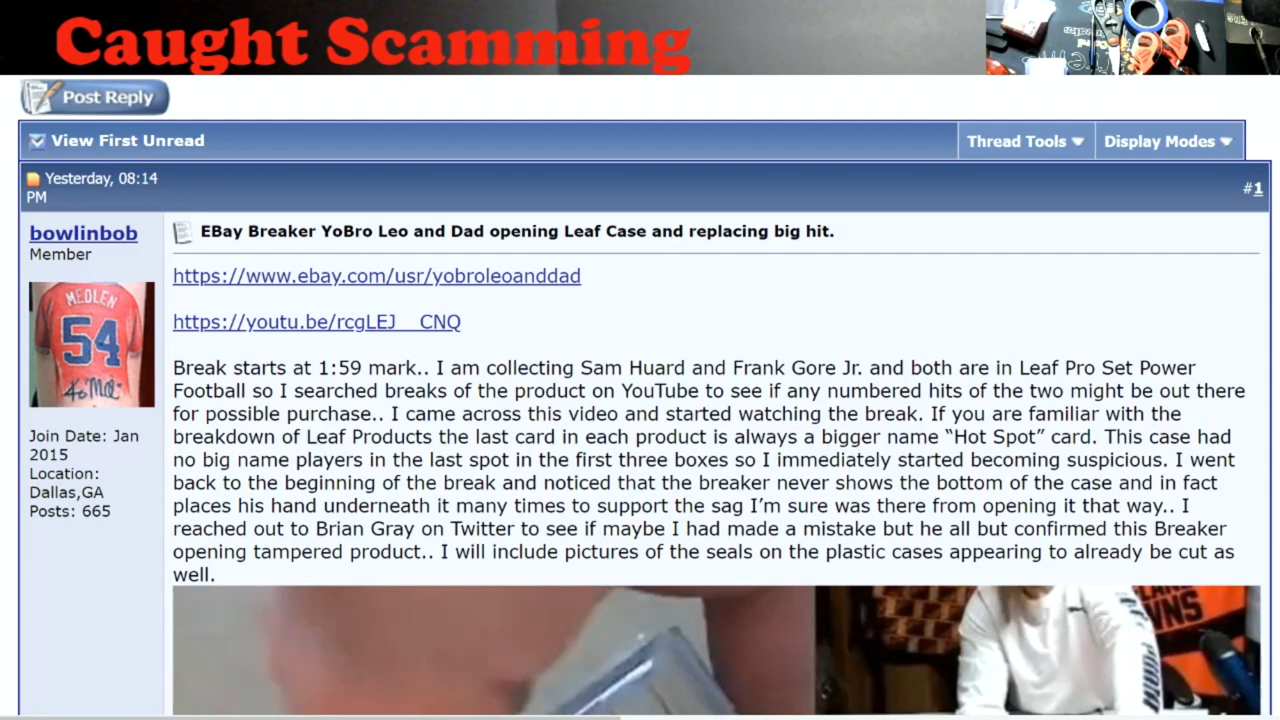 Caught Scamming
Post Reply
View First Unread
Thread Tools
Display Modes
Yesterday, 08:14
PM
#1
bowlinbob
Member
MEDLEN
54
Join Date: Jan
2015
Location:
Dallas,GA
Posts: 665
EBay Breaker YoBro Leo and Dad opening Leaf Case and replacing big hit.
https://www.ebay.com/usr/yobroleoanddad
https://youtu.be/rcgLEJ__CNQ
Break starts at 1:59 mark.. I am collecting Sam Huard and Frank Gore Jr. and both are in Leaf Pro Set Power
Football so I searched breaks of the product on YouTube to see if any numbered hits of the two might be out there
for possible purchase.. I came across this video and started watching the break. If you are familiar with the
breakdown of Leaf Products the last card in each product is always a bigger name “Hot Spot” card. This case had
no big name players in the last spot in the first three boxes so I immediately started becoming suspicious. I went
back to the beginning of the break and noticed that the breaker never shows the bottom of the case and in fact
places his hand underneath it many times to support the sag I’m sure was there from opening it that way.. I
reached out to Brian Gray on Twitter to see if maybe I had made a mistake but he all but confirmed this Breaker
opening tampered product.. I will include pictures of the seals on the plastic cases appearing to already be cut as
well.